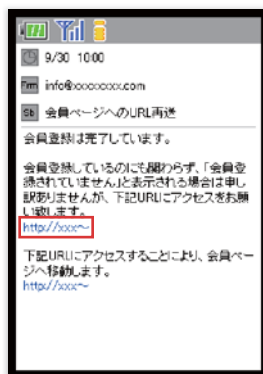 9/30 10:00
Frm info@xxxxxxxx.com
Sb 会員ページへのURL再送
会員登録は完了しています。
会員登録しているのにも関わらず、「会員登
録されていません」と表示される場合は申し
訳ありませんが、下記URLにアクセスをお願
い致します。
http://xxx～
下記URLにアクセスすることにより、会員ペー
ジへ移動します。
http://xxx～